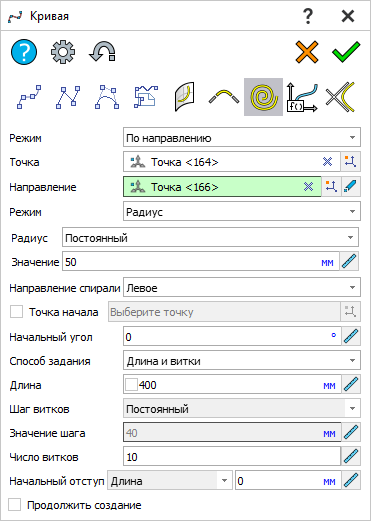 Кривая ?
?
f()
Режим По направлению
Точка Точка <164>
Направление Точка <166>
Режим Радиус
Радиус Постоянный
Значение 50 мм
Направление спирали Левое
Точка начала Выберите точку
Начальный угол 0 °
Способ задания Длина и витки
Длина 400 мм
Шаг витков Постоянный
Значение шага 40 мм
Число витков 10
Начальный отступ Длина 0 мм
Продолжить создание